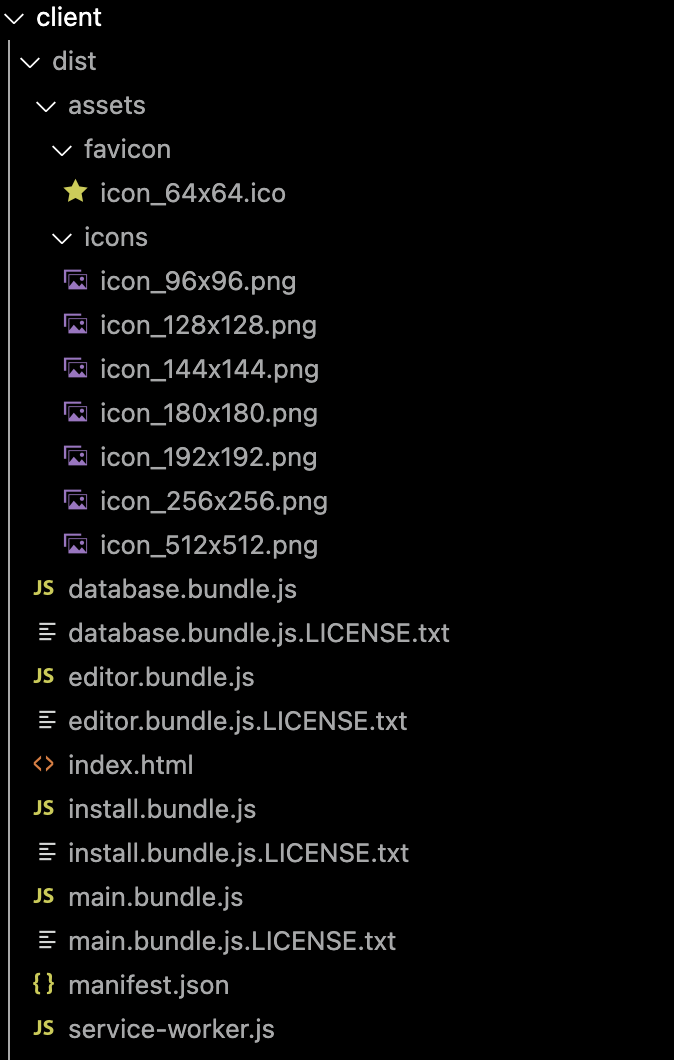 client
dist
assets
favicon
icon_64x64.ico
icons
icon_96x96.png
icon_128x128.png
icon_144x144.png
icon_180x180.png
icon_192x192.png
icon_256x256.png
icon_512x512.png
JS database.bundle.js
database.bundle.js.LICENSE.txt
JS editor.bundle.js
editor.bundle.js.LICENSE.txt
<> index.html
JS install.bundle.js
install.bundle.js.LICENSE.txt
JS main.bundle.js
main.bundle.js.LICENSE.txt
{} manifest.json
JS service-worker.js